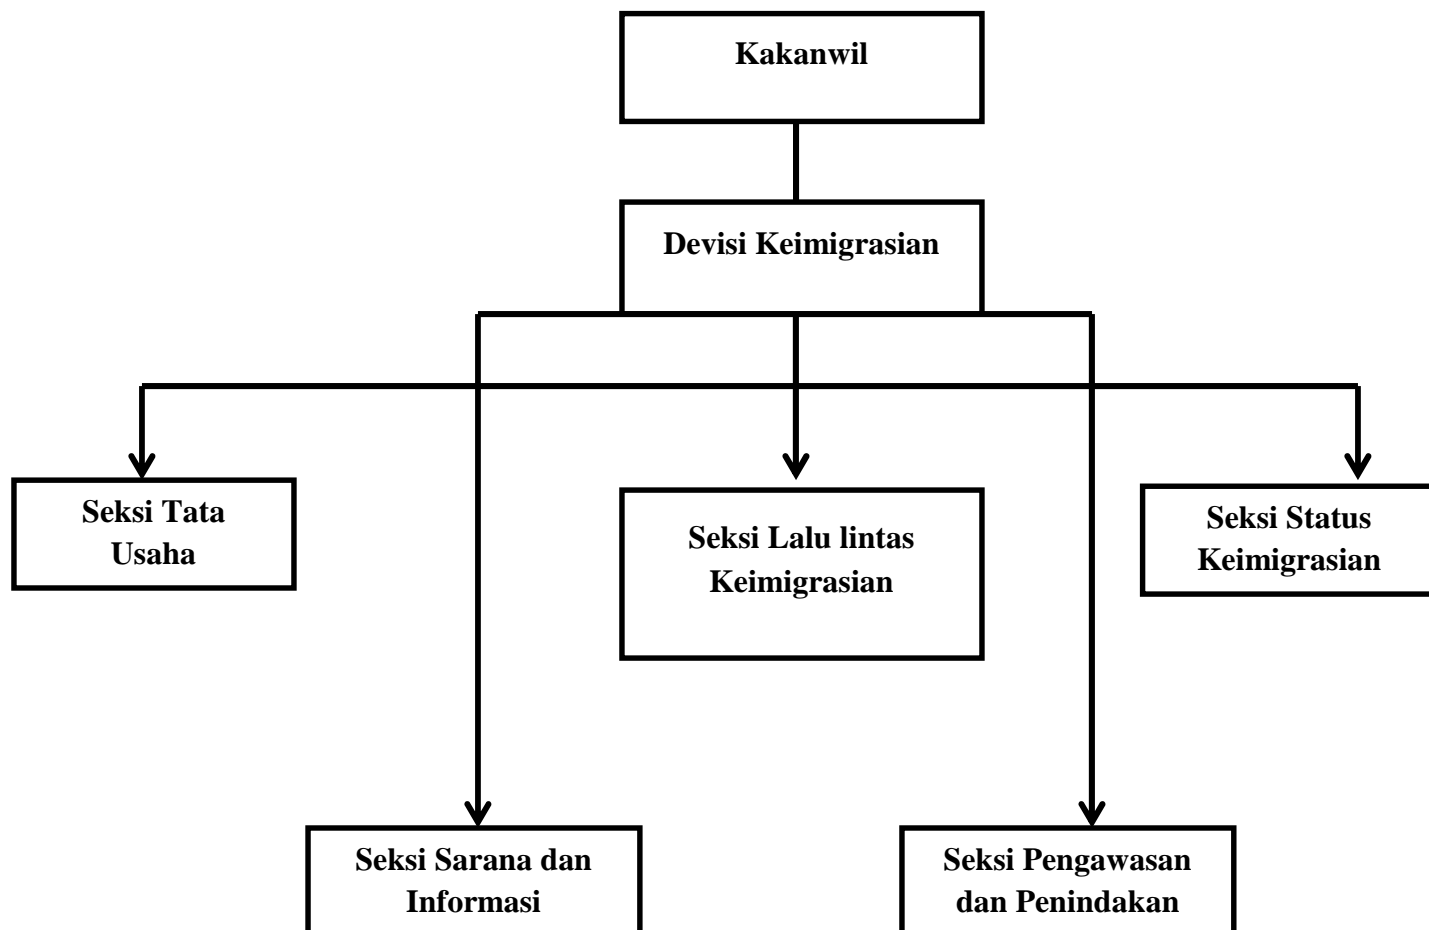 Kakanwil
Devisi Keimigrasian
Seksi Tata
Usaha
Seksi Lalu lintas
Keimigrasian
Seksi Status
Keimigrasian
Seksi Sarana dan
Informasi
Seksi Pengawasan
dan Penindakan